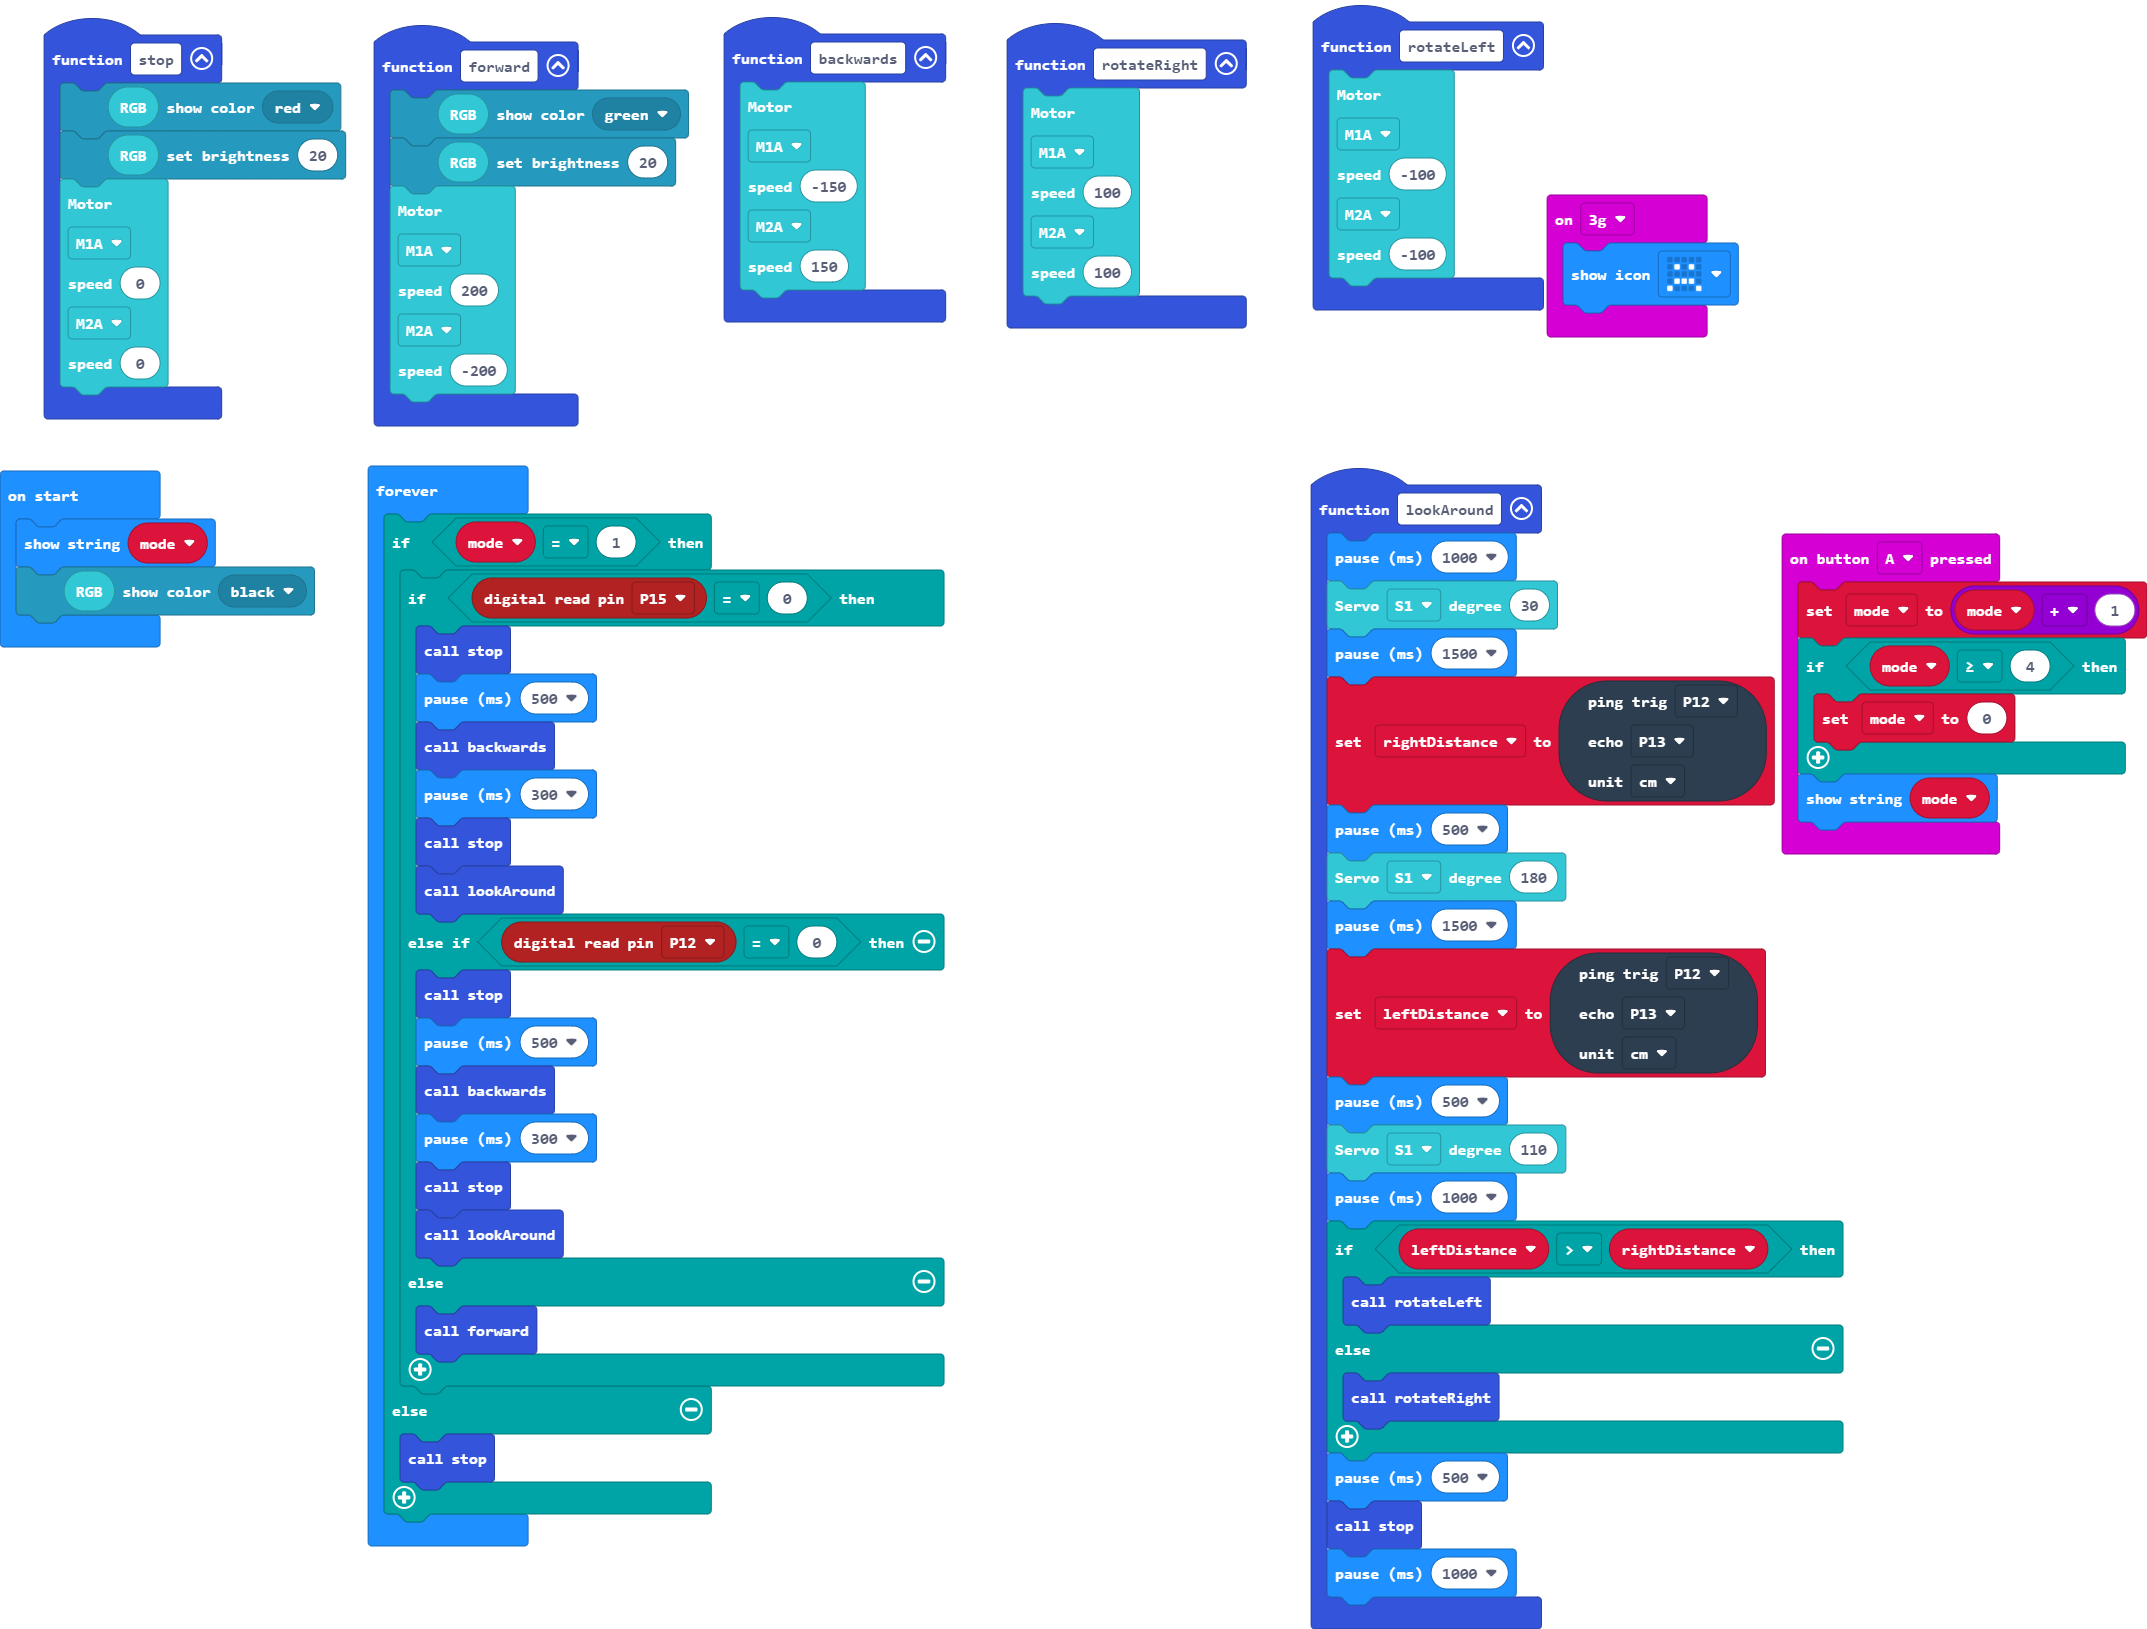 function stop
RGB show color red
RGB set brightness 20
Motor
M1A
speed 0
M2A
speed 0
function forward
RGB show color green
RGB set brightness 20
Motor
M1A
speed 200
M2A
speed -200
function backwards
Motor
M1A
speed -150
M2A
speed 150
function rotateRight
Motor
M1A
speed 100
M2A
speed 100
function rotateLeft
Motor
M1A
speed -100
M2A
speed -100
on 3g
show icon
on start
show string mode
RGB show color black
forever
if mode = 1 then
if digital read pin P15 = 0 then
call stop
pause (ms) 500
call backwards
pause (ms) 300
call stop
call lookAround
else if digital read pin P12 = 0 then
call stop
pause (ms) 500
call backwards
pause (ms) 300
call stop
call lookAround
else
call forward
else
call stop
function lookAround
pause (ms) 1000
Servo S1 degree 30
pause (ms) 1500
set rightDistance to ping trig P12
echo P13
unit cm
pause (ms) 500
Servo S1 degree 180
pause (ms) 1500
set leftDistance to ping trig P12
echo P13
unit cm
pause (ms) 500
Servo S1 degree 110
pause (ms) 1000
if leftDistance > rightDistance then
call rotateLeft
else
call rotateRight
pause (ms) 500
call stop
pause (ms) 1000
on button A pressed
set mode to mode + 1
if mode ≥ 4 then
set mode to 0
show string mode